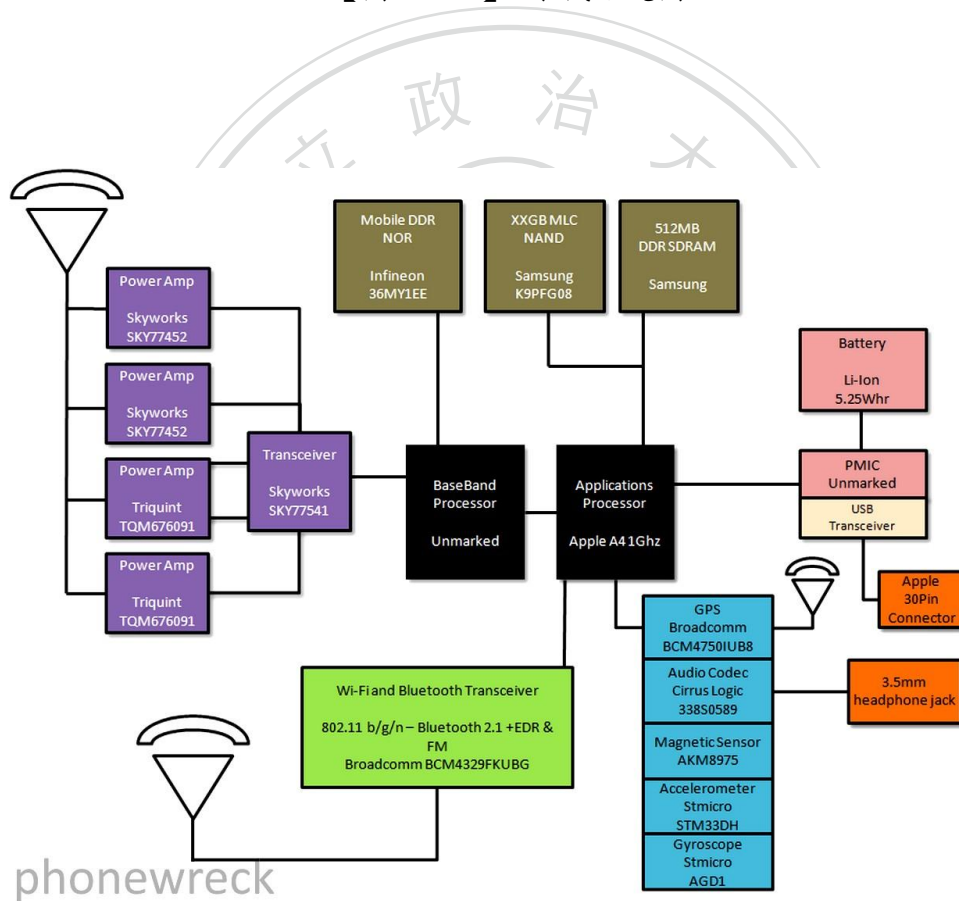 政 治
Mobile DDR
NOR
Infineon
36MY1EE
XXGB MLC
NAND
Samsung
K9PFG08
512MB
DDR SDRAM
Samsung
Power Amp
Skyworks
SKY77452
Power Amp
Skyworks
SKY77452
Power Amp
Triquint
TQM676091
Power Amp
Triquint
TQM676091
Transceiver
Skyworks
SKY77541
BaseBand
Processor
Unmarked
Applications
Processor
Apple A4 1Ghz
Battery
Li-Ion
5.25Whr
PMIC
Unmarked
USB
Transceiver
Apple
30Pin
Connector
GPS
Broadcomm
BCM4750IUB8
Audio Codec
Cirrus Logic
338S0589
3.5mm
headphone jack
Magnetic Sensor
AKM8975
Accelerometer
Stmicro
STM33DH
Gyroscope
Stmicro
AGD1
Wi-Fi and Bluetooth Transceiver
802.11 b/g/n – Bluetooth 2.1 +EDR &
FM
Broadcomm BCM4329FKUBG
phonewreck